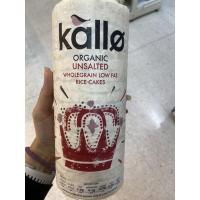 kallø
ORGANIC
UNSALTED
WHOLEGRAIN LOW FAT
RICE CAKES